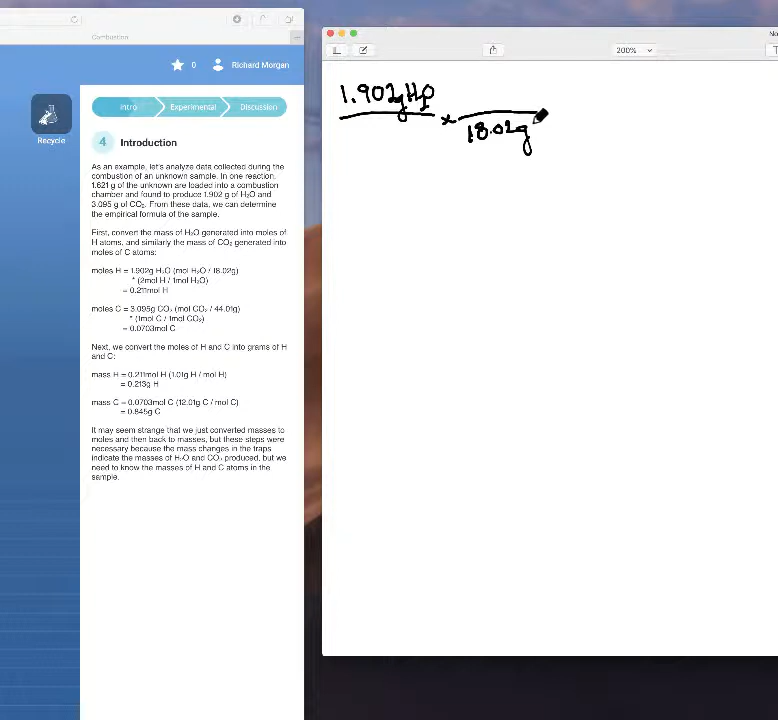 Combustion
0 Richard Morgan
Intro Experimental Discussion
Recycle
4 Introduction
As an example, let's analyze data collected during the
combustion of an unknown sample. In one reaction,
1.621 g of the unknown are loaded into a combustion
chamber and found to produce 1.902 g of H₂O and
3.095 g of CO₂. From these data, we can determine
the empirical formula of the sample.
First, convert the mass of H₂O generated into moles of
H atoms, and similarly the mass of CO₂ generated into
moles of C atoms:
moles H = 1.902g H₂O (mol H₂O / 18.02g)
* (2mol H / 1mol H₂O)
= 0.211mol H
moles C = 3.095g CO₂ (mol CO₂ / 44.01g)
* (1mol C / 1mol CO₂)
= 0.0703mol C
Next, we convert the moles of H and C into grams of H
and C:
mass H = 0.211mol H (1.01g H / mol H)
= 0.213g H
mass C = 0.0703mol C (12.01g C / mol C)
= 0.845g C
It may seem strange that we just converted masses to
moles and then back to masses, but these steps were
necessary because the mass changes in the traps
indicate the masses of H₂O and CO₂ produced, but we
need to know the masses of H and C atoms in the
sample.
No
200%
1.902g H₂O
×
18.02g